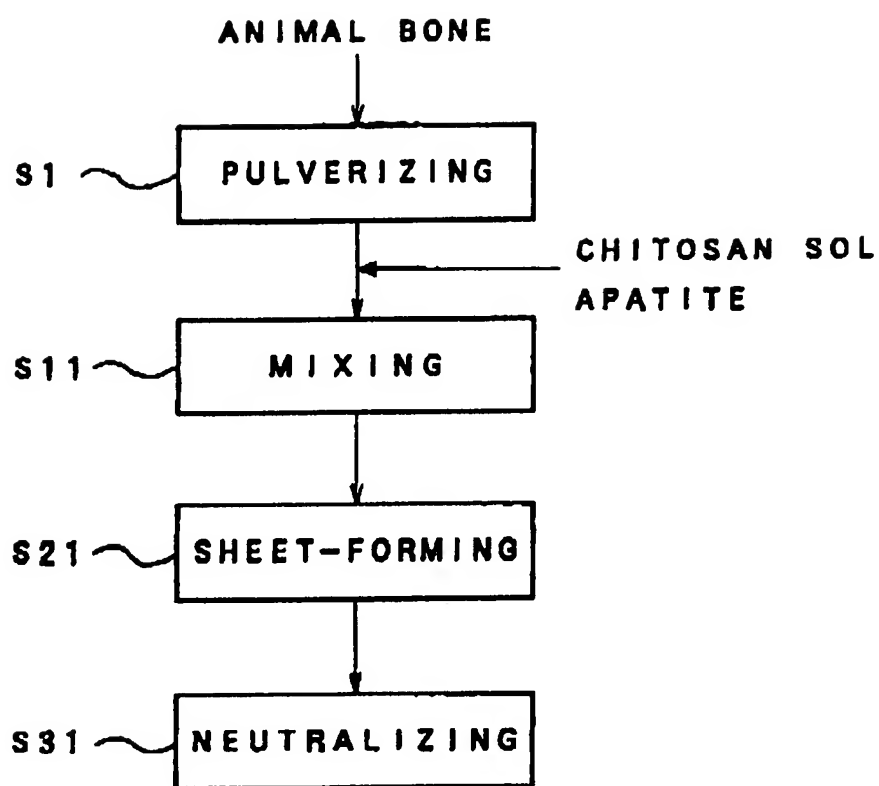 ANIMAL BONE
S1
PULVERIZING
CHITOSAN SOL
APATITE
S11
MIXING
S21
SHEET-FORMING
S31
NEUTRALIZING